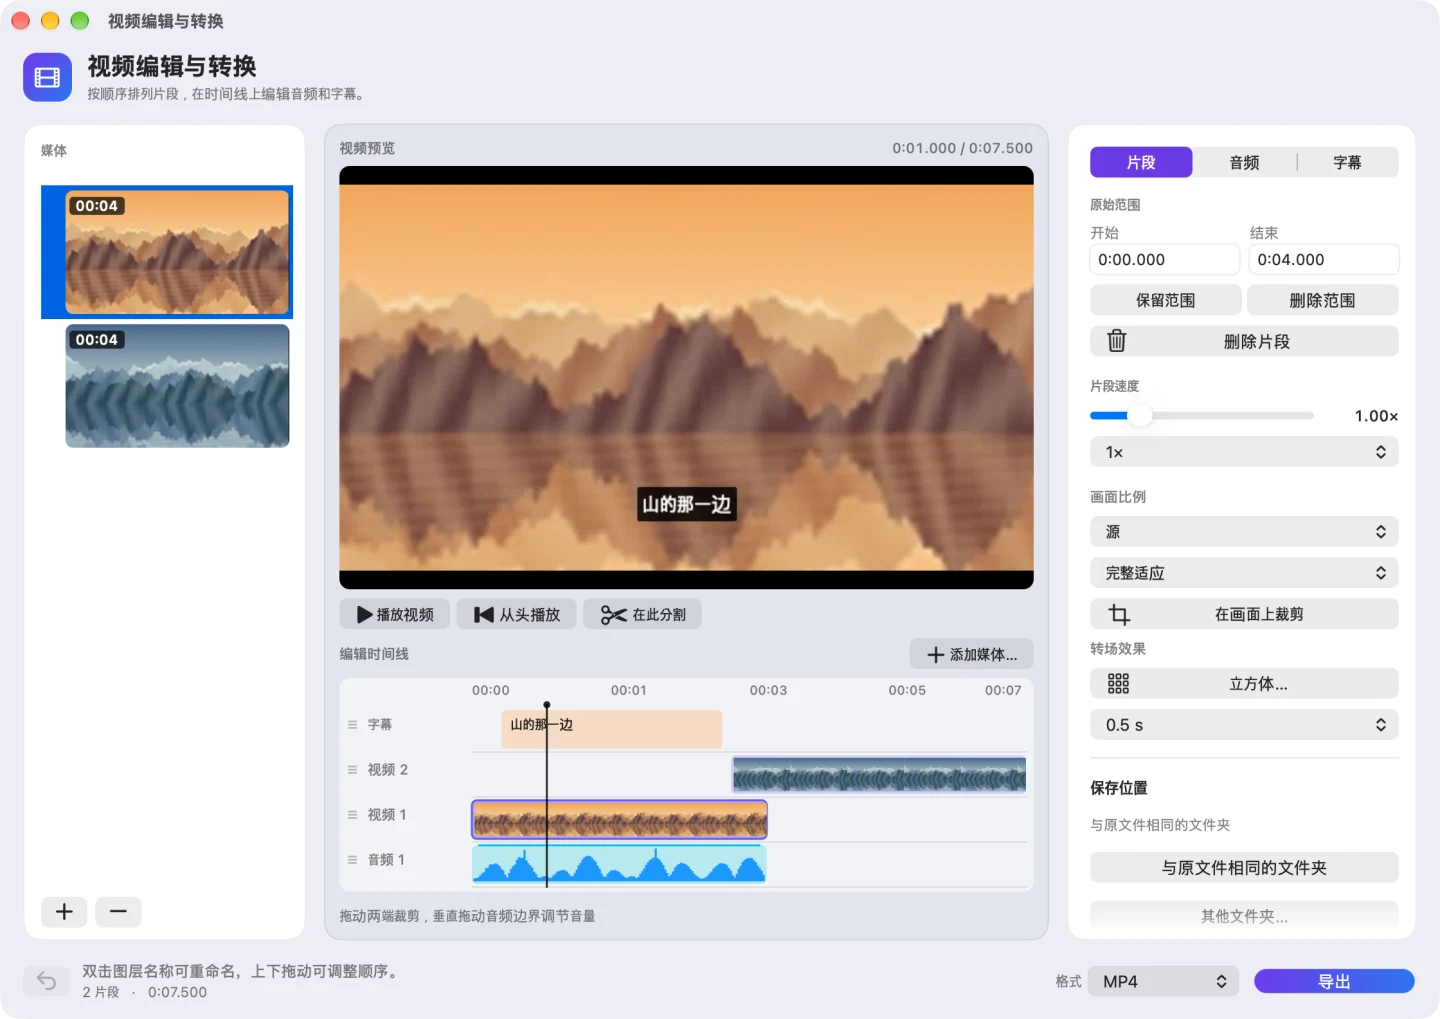 视频编辑与转换
视频编辑与转换
按顺序排列片段，在时间线上编辑音频和字幕。
媒体
00:04
00:04
视频预览
0:01.000 / 0:07.500
山的那一边
播放视频
从头播放
在此分割
编辑时间线
添加媒体...
00:00
00:01
00:03
00:05
00:07
字幕
山的那一边
视频 2
视频 1
音频 1
拖动两端裁剪，垂直拖动音频边界调节音量
片段
音频
字幕
原始范围
开始
结束
0:00.000
0:04.000
保留范围
删除范围
删除片段
片段速度
1.00×
1×
画面比例
源
完整适应
在画面上裁剪
转场效果
立方体...
0.5 s
保存位置
与原文件相同的文件夹
与原文件相同的文件夹
其他文件夹...
双击图层名称可重命名，上下拖动可调整顺序。
2 片段 · 0:07.500
格式
MP4
导出